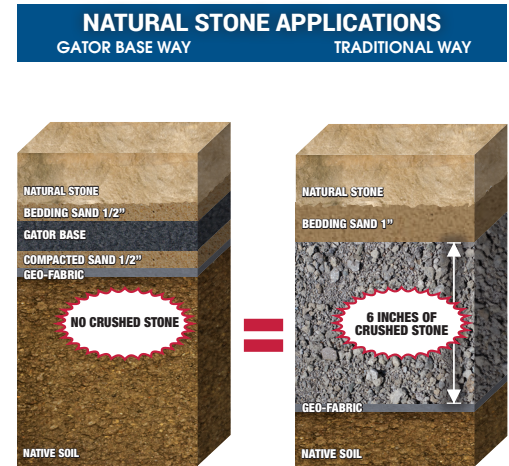 NATURAL STONE APPLICATIONS
GATOR BASE WAY
TRADITIONAL WAY
NATURAL STONE
BEDDING SAND 1/2"
GATOR BASE
COMPACTED SAND 1/2"
GEO-FABRIC
NO CRUSHED STONE
NATIVE SOIL
=
NATURAL STONE
BEDDING SAND 1"
6 INCHES OF
CRUSHED STONE
GEO-FABRIC
NATIVE SOIL